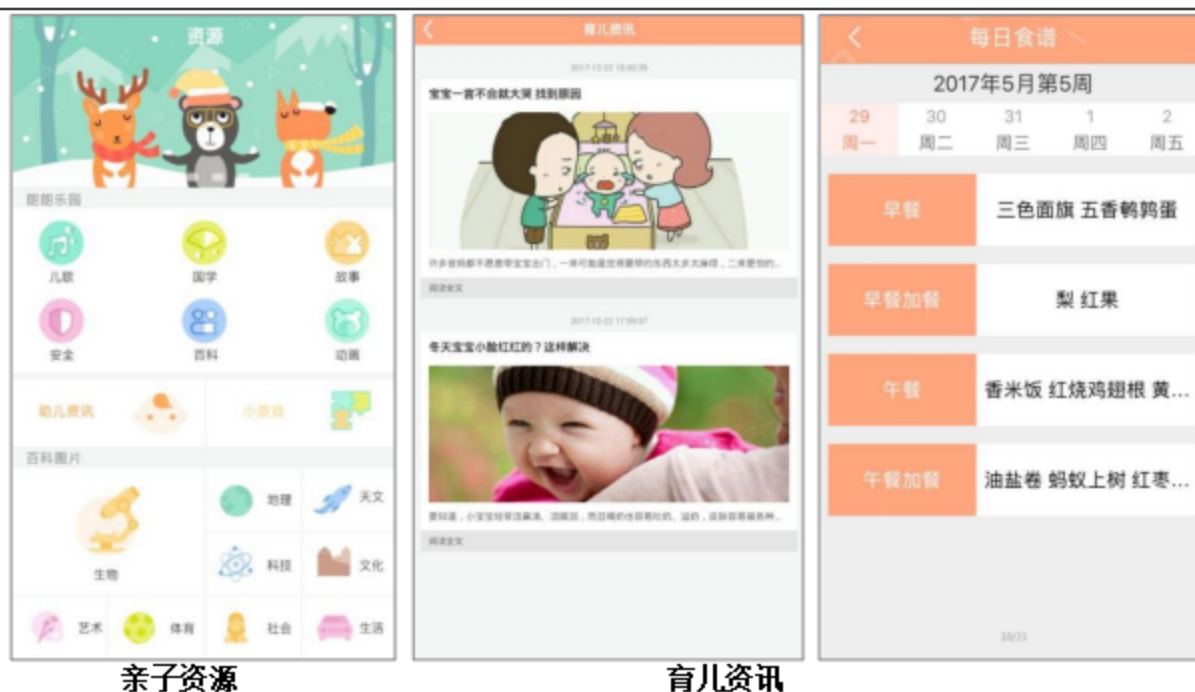 资源
朗朗乐园
儿歌
国学
故事
安全
百科
动画
幼儿资讯
小游戏
百科图片
生物
地理
天文
科技
文化
艺术
体育
社会
生活
亲子资源
育儿资讯
宝宝一言不合就大哭 找到原因
阅读全文
冬天宝宝小脸红红的？这样解决
阅读全文
育儿资讯
每日食谱
2017年5月第5周
29 30 31 1 2
周一 周二 周三 周四 周五
早餐 三色面旗 五香鹌鹑蛋
早餐加餐 梨 红果
午餐 香米饭 红烧鸡翅根 黄...
午餐加餐 油盐卷 蚂蚁上树 红枣...
10/23